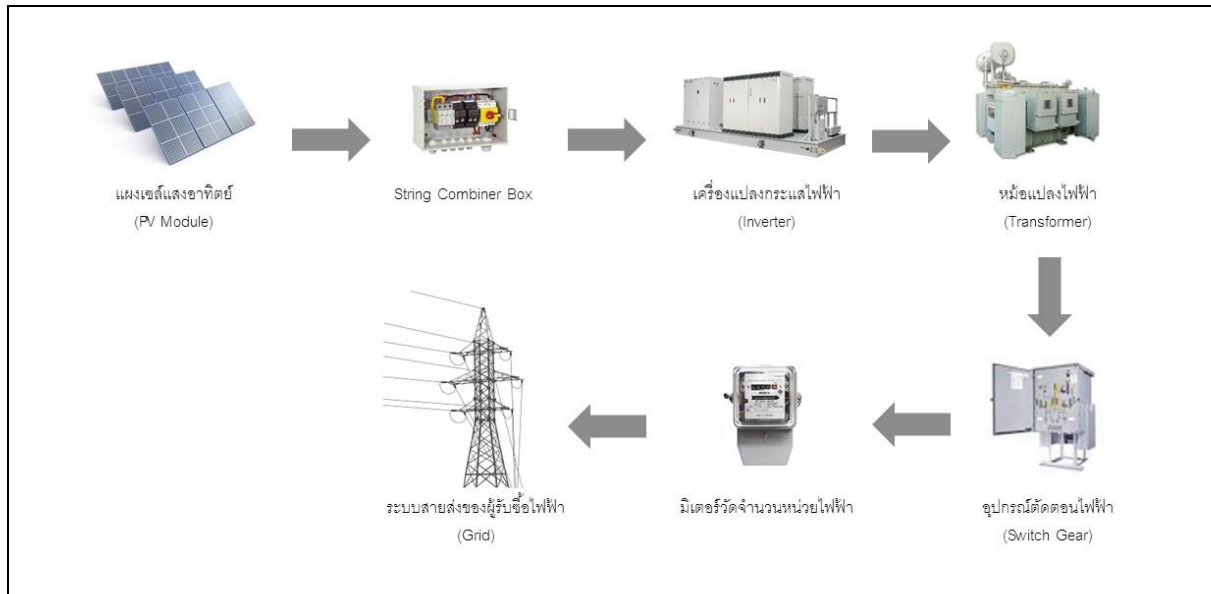 แผงเซลล์แสงอาทิตย์
(PV Module)
String Combiner Box
เครื่องแปลงกระแสไฟฟ้า
(Inverter)
หม้อแปลงไฟฟ้า
(Transformer)
อุปกรณ์ตัดตอนไฟฟ้า
(Switch Gear)
มิเตอร์วัดจำนวนหน่วยไฟฟ้า
ระบบสายส่งของผู้รับซื้อไฟฟ้า
(Grid)